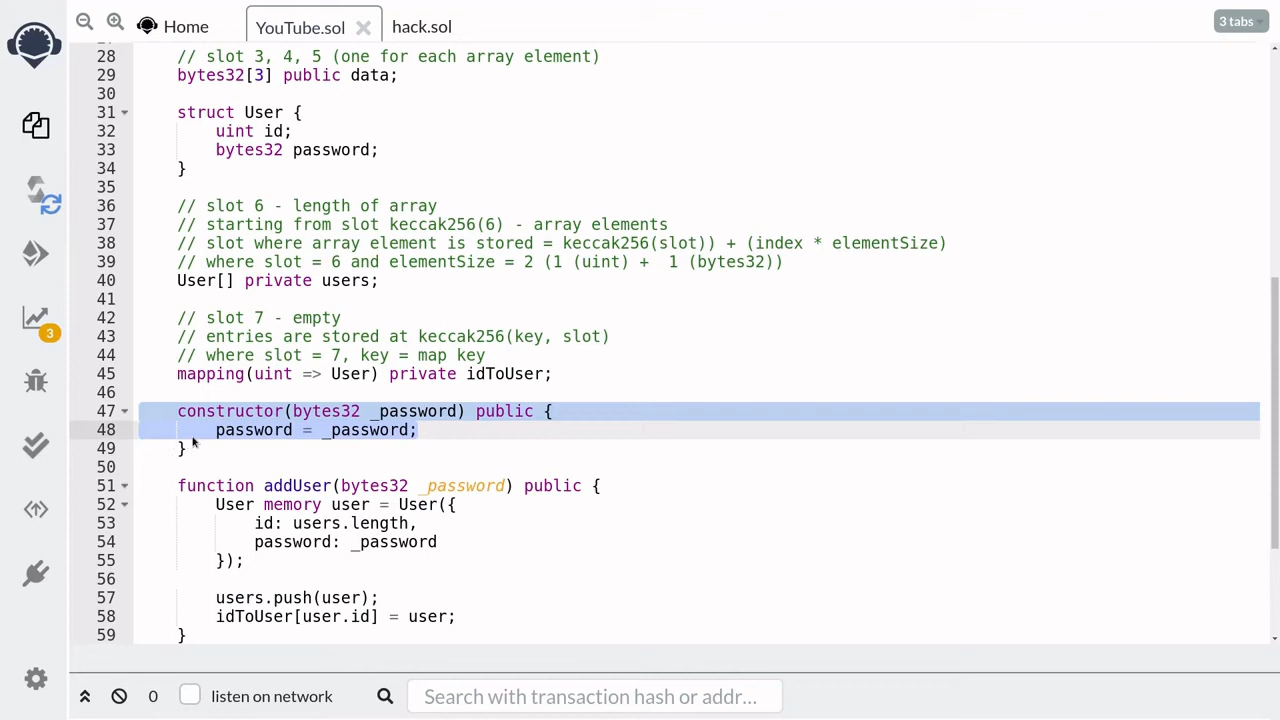 Home
YouTube.sol
hack.sol
3 tabs
28 // slot 3, 4, 5 (one for each array element)
29 bytes32[3] public data;
30
31 struct User {
32 uint id;
33 bytes32 password;
34 }
35
36 // slot 6 - length of array
37 // starting from slot keccak256(6) - array elements
38 // slot where array element is stored = keccak256(slot)) + (index * elementSize)
39 // where slot = 6 and elementSize = 2 (1 (uint) +  1 (bytes32))
40 User[] private users;
41
42 // slot 7 - empty
43 // entries are stored at keccak256(key, slot)
44 // where slot = 7, key = map key
45 mapping(uint => User) private idToUser;
46
47 constructor(bytes32 _password) public {
48 password = _password;
49 }
50
51 function addUser(bytes32 _password) public {
52 User memory user = User({
53 id: users.length,
54 password: _password
55 });
56
57 users.push(user);
58 idToUser[user.id] = user;
59 }
3
0 listen on network Search with transaction hash or addr...